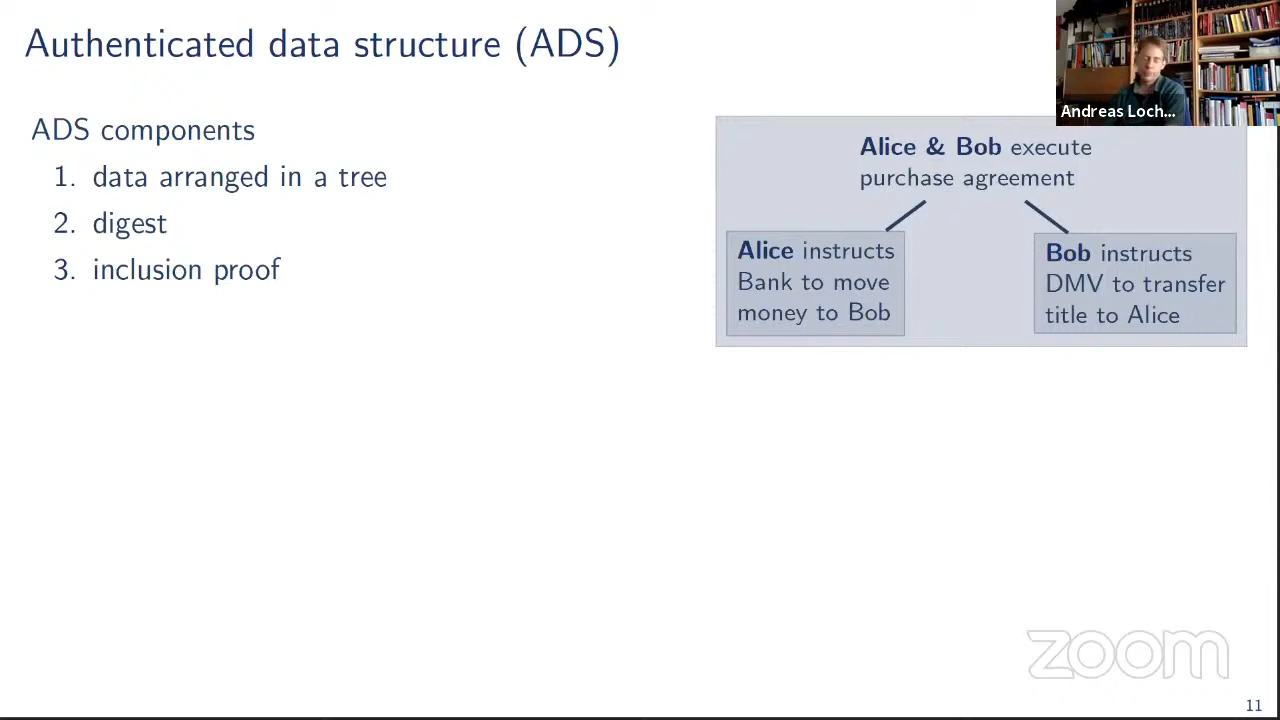 Authenticated data structure (ADS)
Andreas Loch...
ADS components
1. data arranged in a tree
2. digest
3. inclusion proof
Alice & Bob execute
purchase agreement
Alice instructs
Bank to move
money to Bob
Bob instructs
DMV to transfer
title to Alice
zoom
11